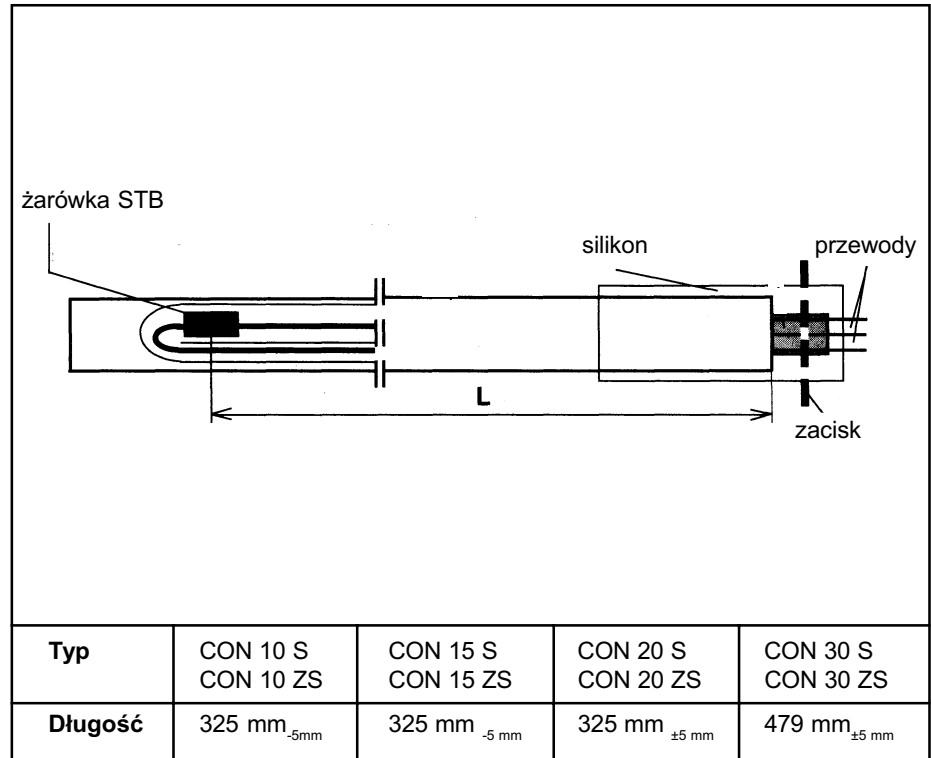 żarówka STB
silikon
przewody
L
zacisk
Typ
CON 10 S
CON 10 ZS
CON 15 S
CON 15 ZS
CON 20 S
CON 20 ZS
CON 30 S
CON 30 ZS
Długość
325 mm -5mm
325 mm -5 mm
325 mm ±5 mm
479 mm ±5 mm